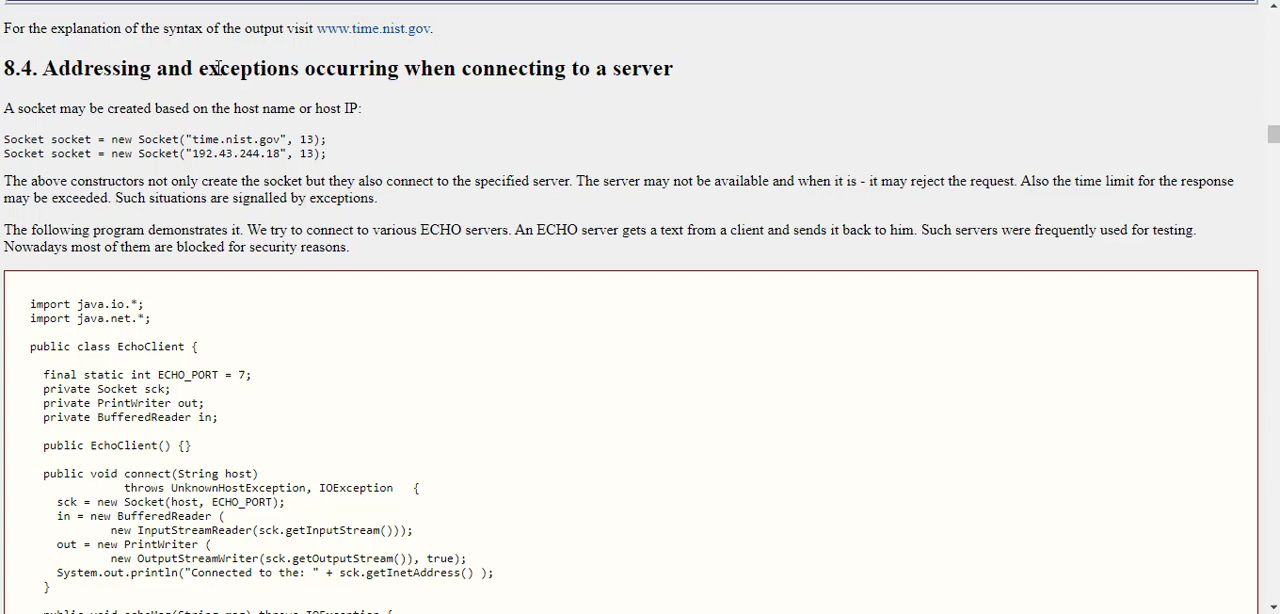 For the explanation of the syntax of the output visit www.time.nist.gov.
8.4. Addressing and exceptions occurring when connecting to a server
A socket may be created based on the host name or host IP:
Socket socket = new Socket("time.nist.gov", 13);
Socket socket = new Socket("192.43.244.18", 13);
The above constructors not only create the socket but they also connect to the specified server. The server may not be available and when it is - it may reject the request. Also the time limit for the response
may be exceeded. Such situations are signalled by exceptions.
The following program demonstrates it. We try to connect to various ECHO servers. An ECHO server gets a text from a client and sends it back to him. Such servers were frequently used for testing.
Nowadays most of them are blocked for security reasons.
import java.io.*;
import java.net.*;
public class EchoClient {
final static int ECHO_PORT = 7;
private Socket sck;
private PrintWriter out;
private BufferedReader in;
public EchoClient() {}
public void connect(String host)
throws UnknownHostException, IOException {
sck = new Socket(host, ECHO_PORT);
in = new BufferedReader (
new InputStreamReader(sck.getInputStream()));
out = new PrintWriter (
new OutputStreamWriter(sck.getOutputStream()), true);
System.out.println("Connected to the: " + sck.getInetAddress() );
}